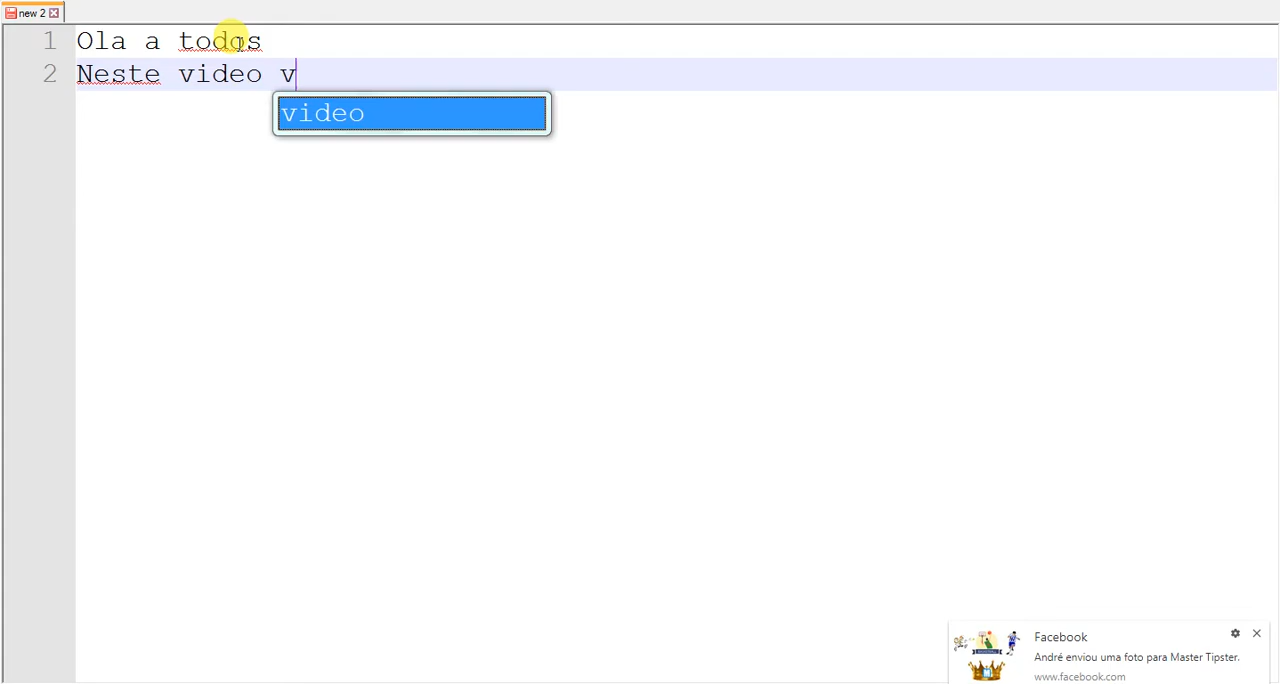 new 2
1 Ola a todos
2 Neste video v
video
Facebook
André enviou uma foto para Master Tipster.
www.facebook.com